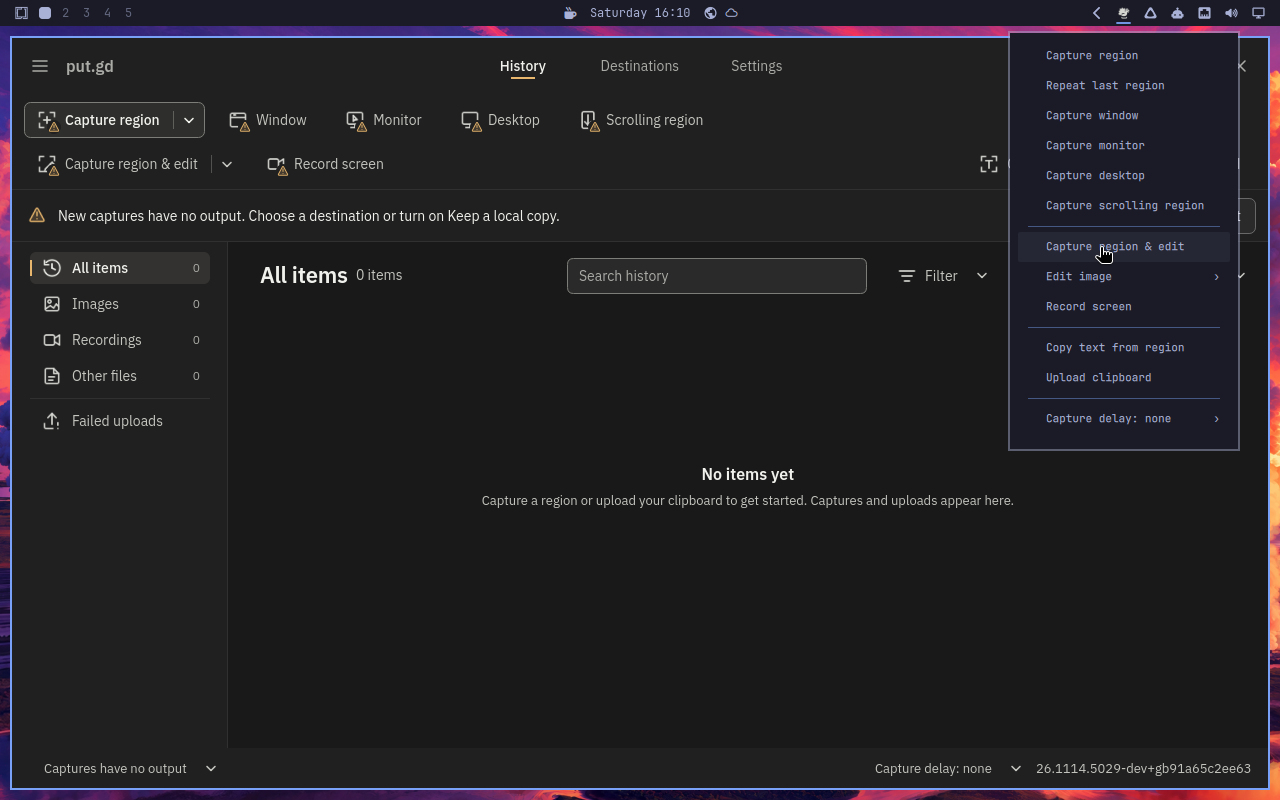 2 3 4 5
Saturday 16:10
put.gd
History
Destinations
Settings
Capture region
Window
Monitor
Desktop
Scrolling region
Capture region & edit
Record screen
New captures have no output. Choose a destination or turn on Keep a local copy.
All items 0
Images 0
Recordings 0
Other files 0
Failed uploads
All items 0 items
Search history
Filter
No items yet
Capture a region or upload your clipboard to get started. Captures and uploads appear here.
Capture region
Repeat last region
Capture window
Capture monitor
Capture desktop
Capture scrolling region
Capture region & edit
Edit image
Record screen
Copy text from region
Upload clipboard
Capture delay: none
Captures have no output
Capture delay: none
26.1114.5029-dev+gb91a65c2ee63